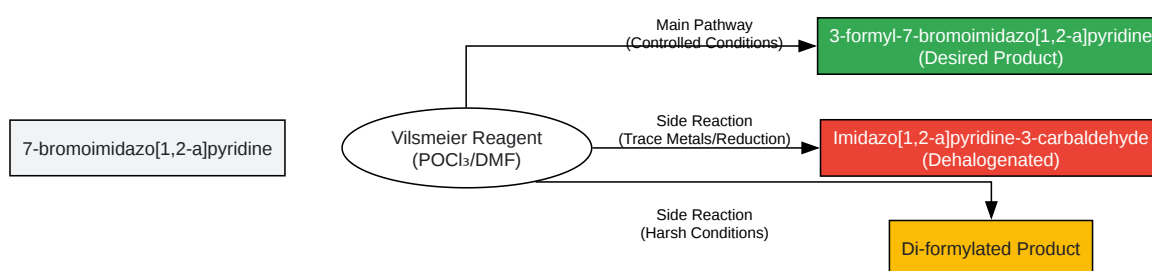 7-bromoimidazo[1,2-a]pyridine
Vilsmeier Reagent
(POCl₃/DMF)
Main Pathway
(Controlled Conditions)
3-formyl-7-bromoimidazo[1,2-a]pyridine
(Desired Product)
Side Reaction
(Trace Metals/Reduction)
Imidazo[1,2-a]pyridine-3-carbaldehyde
(Dehalogenated)
Side Reaction
(Harsh Conditions)
Di-formylated Product